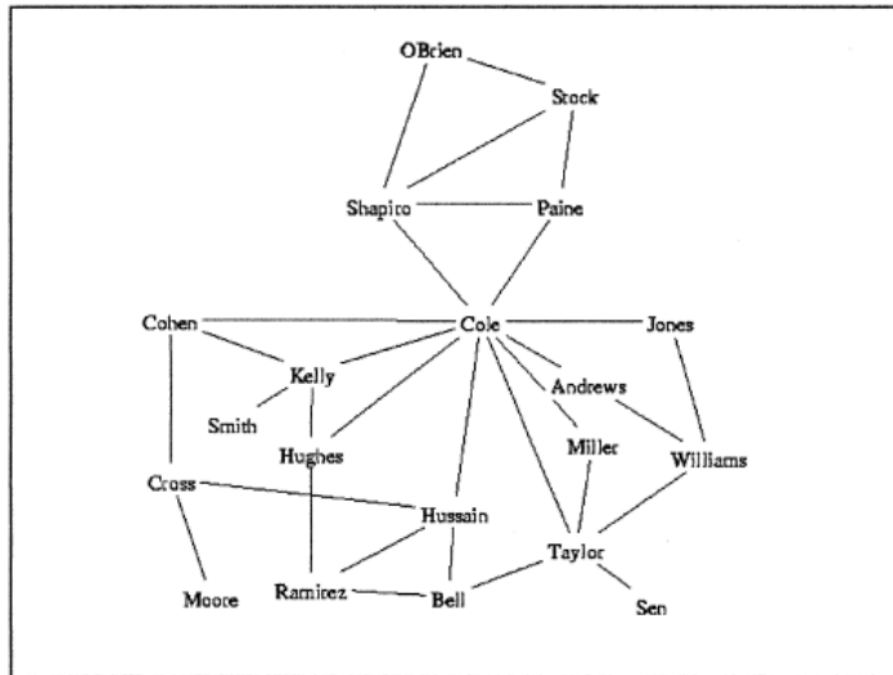 OBrien
Stock
Shapiro
Paine
Cohen
Cole
Jones
Kelly
Andrews
Smith
Hughes
Miller
Williams
Cross
Hussain
Taylor
Moore
Ramirez
Bell
Sen